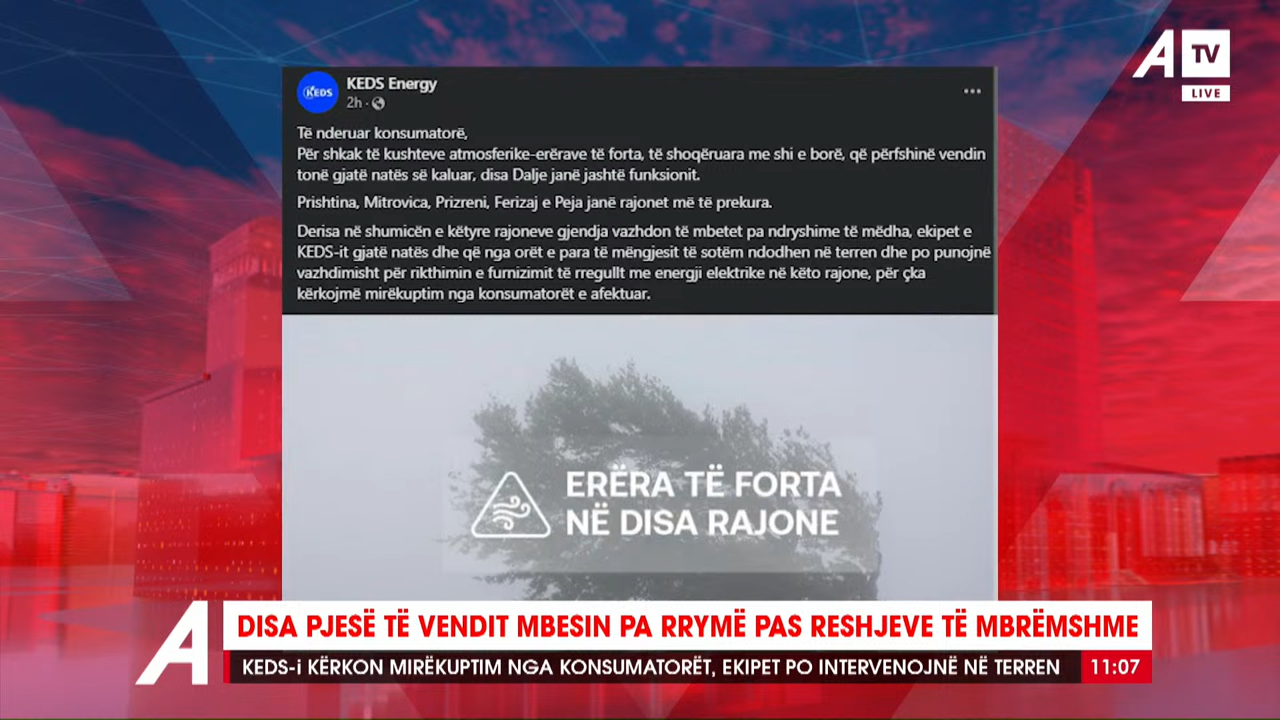 A TV
LIVE
KEDS
KEDS Energy
2h ·
Të nderuar konsumatorë,
Për shkak të kushteve atmosferike-erërave të forta, të shoqëruara me shi e borë, që përfshinë vendin
tonë gjatë natës së kaluar, disa Dalje janë jashtë funksionit.
Prishtina, Mitrovica, Prizreni, Ferizaj e Peja janë rajonet më të prekura.
Derisa në shumicën e këtyre rajoneve gjendja vazhdon të mbetet pa ndryshime të mëdha, ekipet e
KEDS-it gjatë natës dhe që nga orët e para të mëngjesit të sotëm ndodhen në terren dhe po punojnë
vazhdimisht për rikthimin e furnizimit të rregullt me energji elektrike në këto rajone, për çka
kërkojmë mirëkuptim nga konsumatorët e afektuar.
ERËRA TË FORTA
NË DISA RAJONE
A
DISA PJESË TË VENDIT MBESIN PA RRYMË PAS RESHJEVE TË MBRËMSHME
KEDS-i KËRKON MIRËKUPTIM NGA KONSUMATORËT, EKIPET PO INTERVENOJNË NË TERREN 11:07